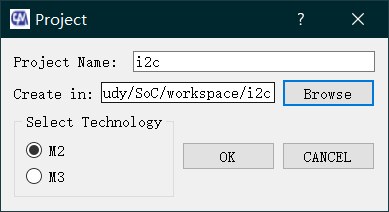 Project
?
Project Name: i2c
Create in: udy/SoC/workspace/i2c Browse
Select Technology
M2
M3
OK CANCEL